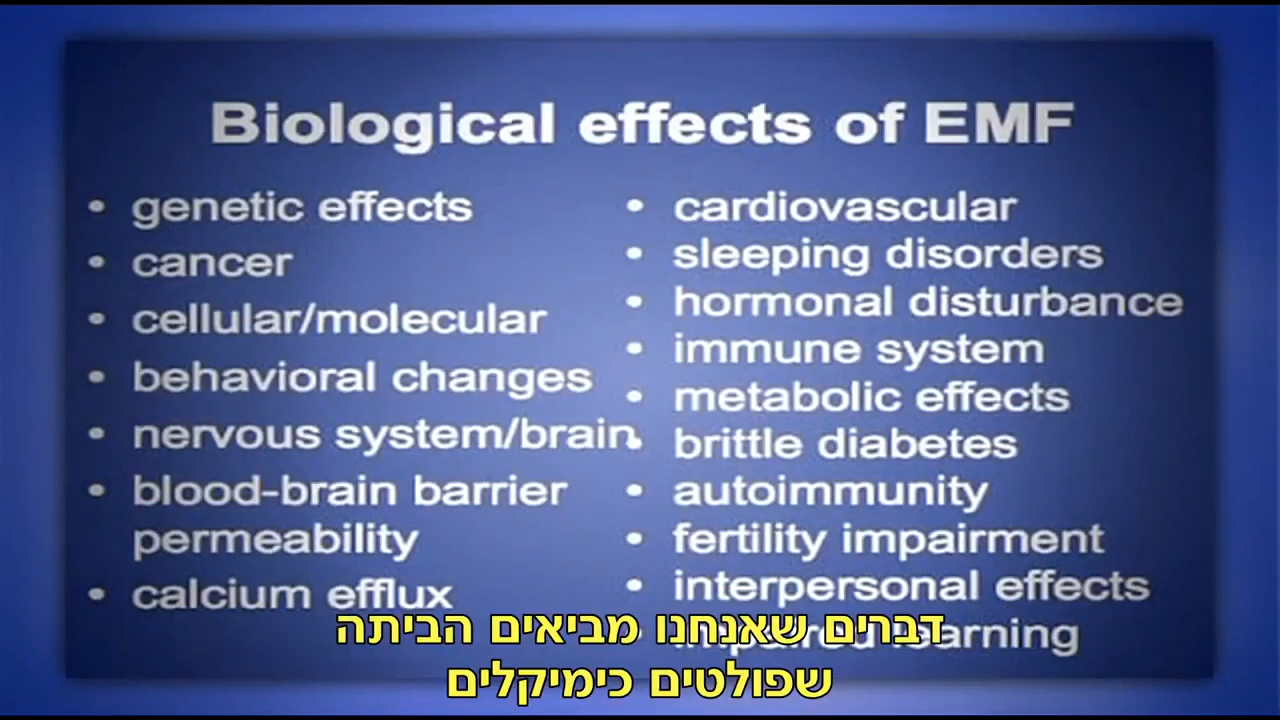 Biological effects of EMF
• genetic effects
• cancer
• cellular/molecular
• behavioral changes
• nervous system/brain
• blood-brain barrier
permeability
• calcium efflux
• cardiovascular
• sleeping disorders
• hormonal disturbance
• immune system
• metabolic effects
• brittle diabetes
• autoimmunity
• fertility impairment
• interpersonal effects
• impaired learning
דברים שאנחנו מביאים הביתה
שפולטים כימיקלים